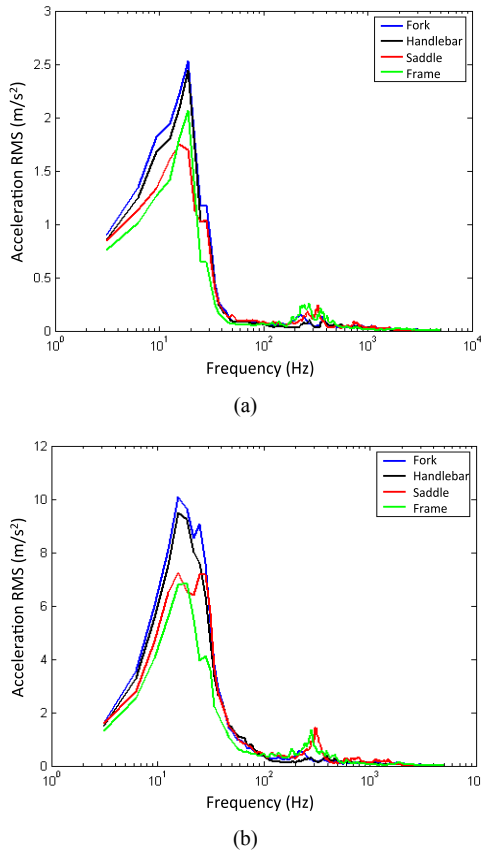 3
2.5
2
1.5
1
0.5
0
Acceleration RMS (m/s²)
Fork
Handlebar
Saddle
Frame
10⁰ 10¹ 10² 10³ 10⁴
Frequency (Hz)
(a)
12
10
8
6
4
2
0
Acceleration RMS (m/s²)
Fork
Handlebar
Saddle
Frame
10⁰ 10¹ 10² 10³ 10
Frequency (Hz)
(b)